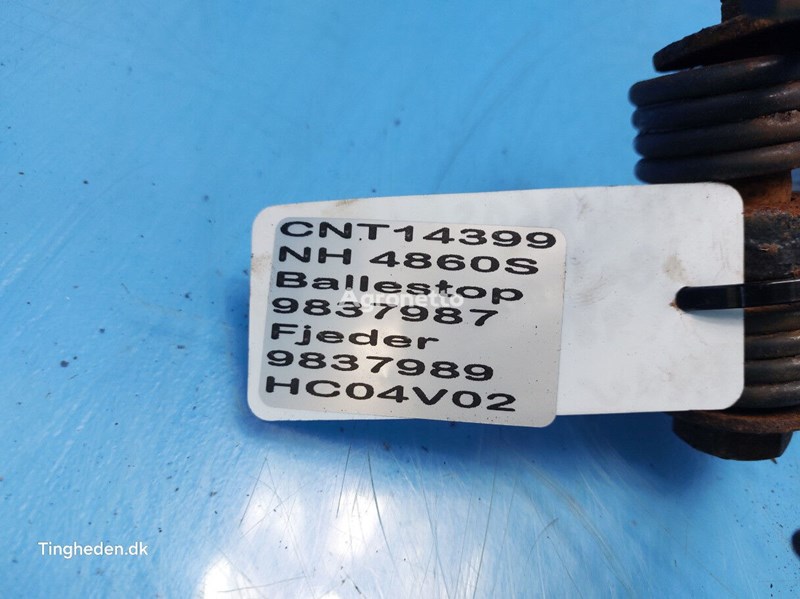 CNT14399
NH 4860S
Ballestop
Agronetto
9837987
Fjeder
9837989
HC04V02
Tingheden.dk